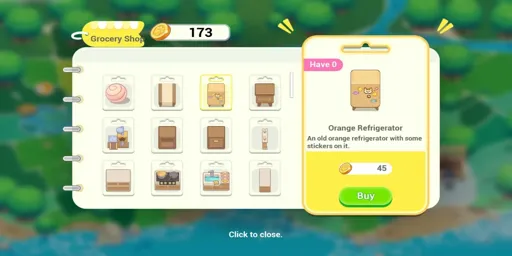 Grocery Shop
173
Have 0
Orange Refrigerator
An old orange refrigerator with some
stickers on it.
45
Buy
Click to close.